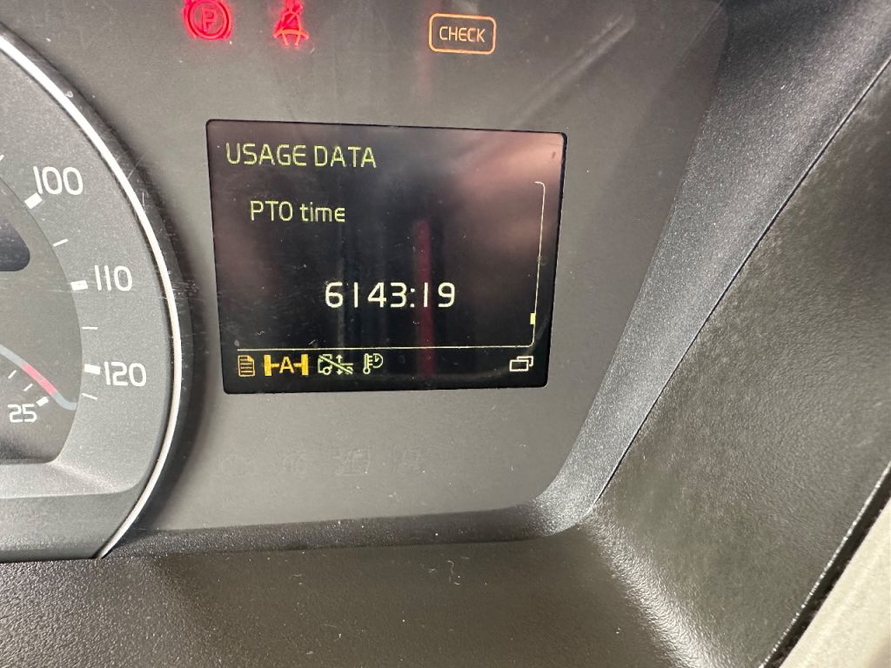 P
CHECK
USAGE DATA
PTO time
6143:19
A
100
110
120
25